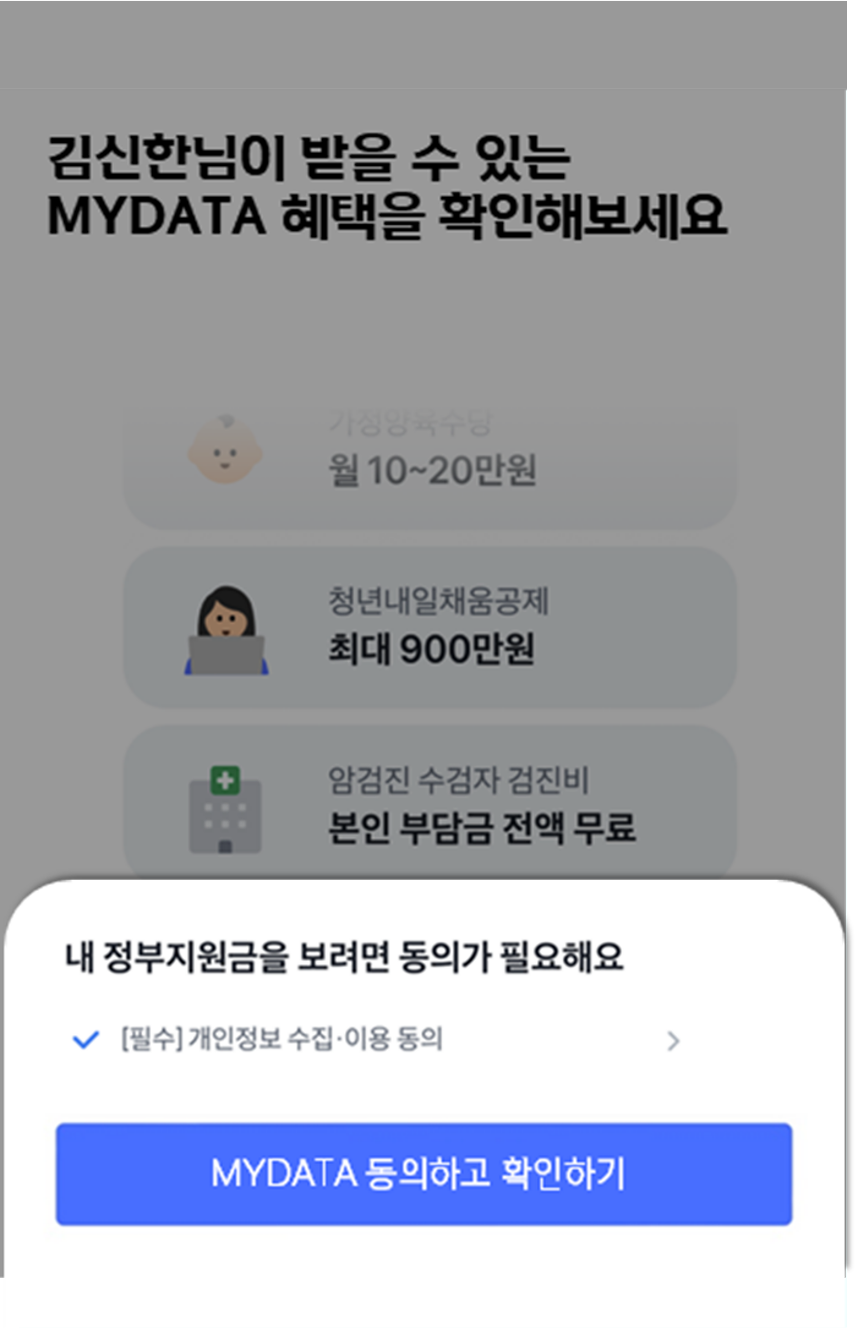 김신한님이 받을 수 있는
MYDATA 혜택을 확인해보세요
가정양육수당
월 10~20만원
청년내일채움공제
최대 900만원
암검진 수검자 검진비
본인 부담금 전액 무료
내 정부지원금을 보려면 동의가 필요해요
[필수] 개인정보 수집·이용 동의
MYDATA 동의하고 확인하기